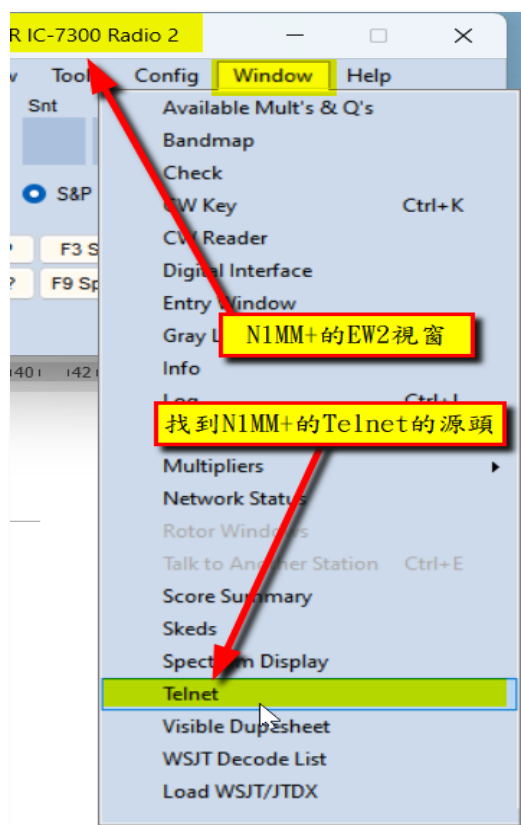 R IC-7300 Radio 2
Config Window Help
Snt
Available Mult's & Q's
Bandmap
Check
S&P
CW Key Ctrl+K
CW Reader
F3 S
Digital Interface
F9 Sp
Entry Window
N1MM+的EW2視窗
Gray
Info
找到N1MM+的Telnet的源頭
Multipliers
Network Status
Rotor Windows
Talk to Another Station Ctrl+E
Score Summary
Skeds
Spectrum Display
Telnet
Visible Dupesheet
WSJT Decode List
Load WSJT/JTDX